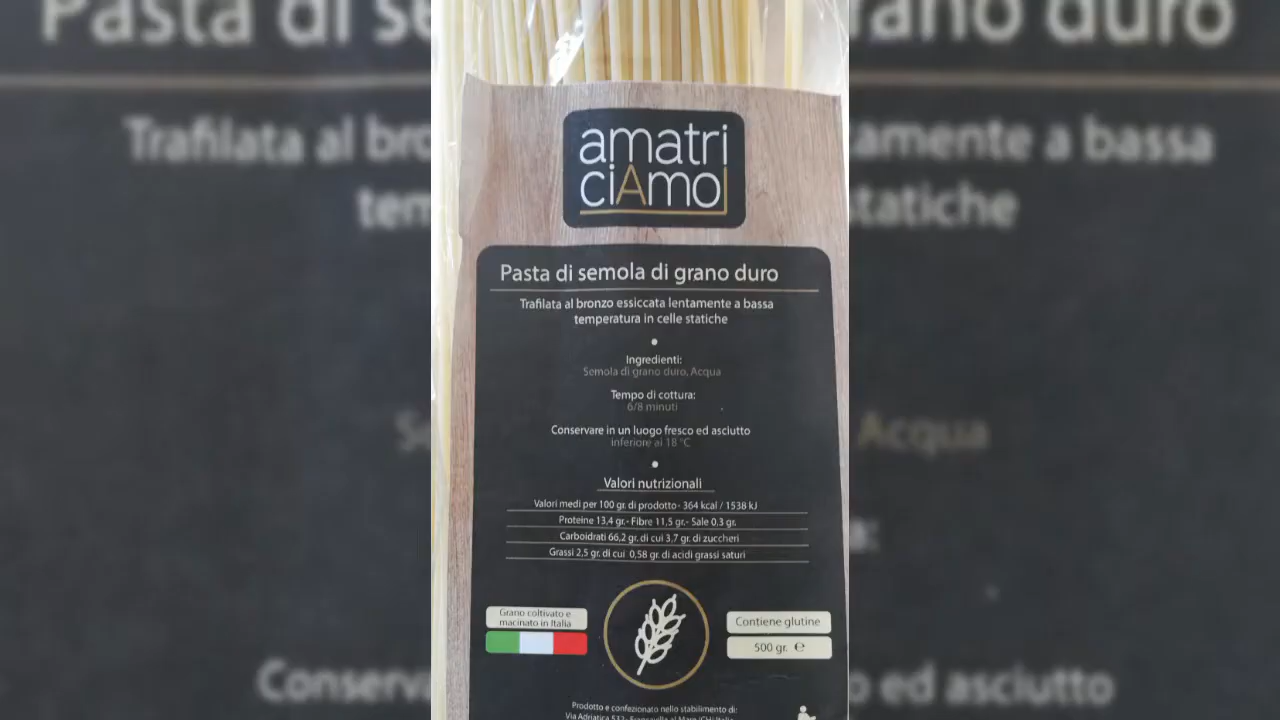 amatri
ciAmo
Pasta di semola di grano duro
Trafilata al bronzo essiccata lentamente a bassa
temperatura in celle statiche
Ingredienti:
Semola di grano duro, Acqua
Tempo di cottura:
6/8 minuti
Conservare in un luogo fresco ed asciutto
inferiore ai 18 °C
Valori nutrizionali
Valori medi per 100 gr. di prodotto - 364 kcal / 1538 kJ
Proteine 13,4 gr.- Fibre 11,5 gr.- Sale 0,3 gr.
Carboidrati 66,2 gr. di cui 3,7 gr. di zuccheri
Grassi 2,5 gr. di cui 0,58 gr. di acidi grassi saturi
Grano coltivato e
macinato in Italia
Contiene glutine
500 gr. ℮
Prodotto e confezionato nello stabilimento di:
Via Adriatica